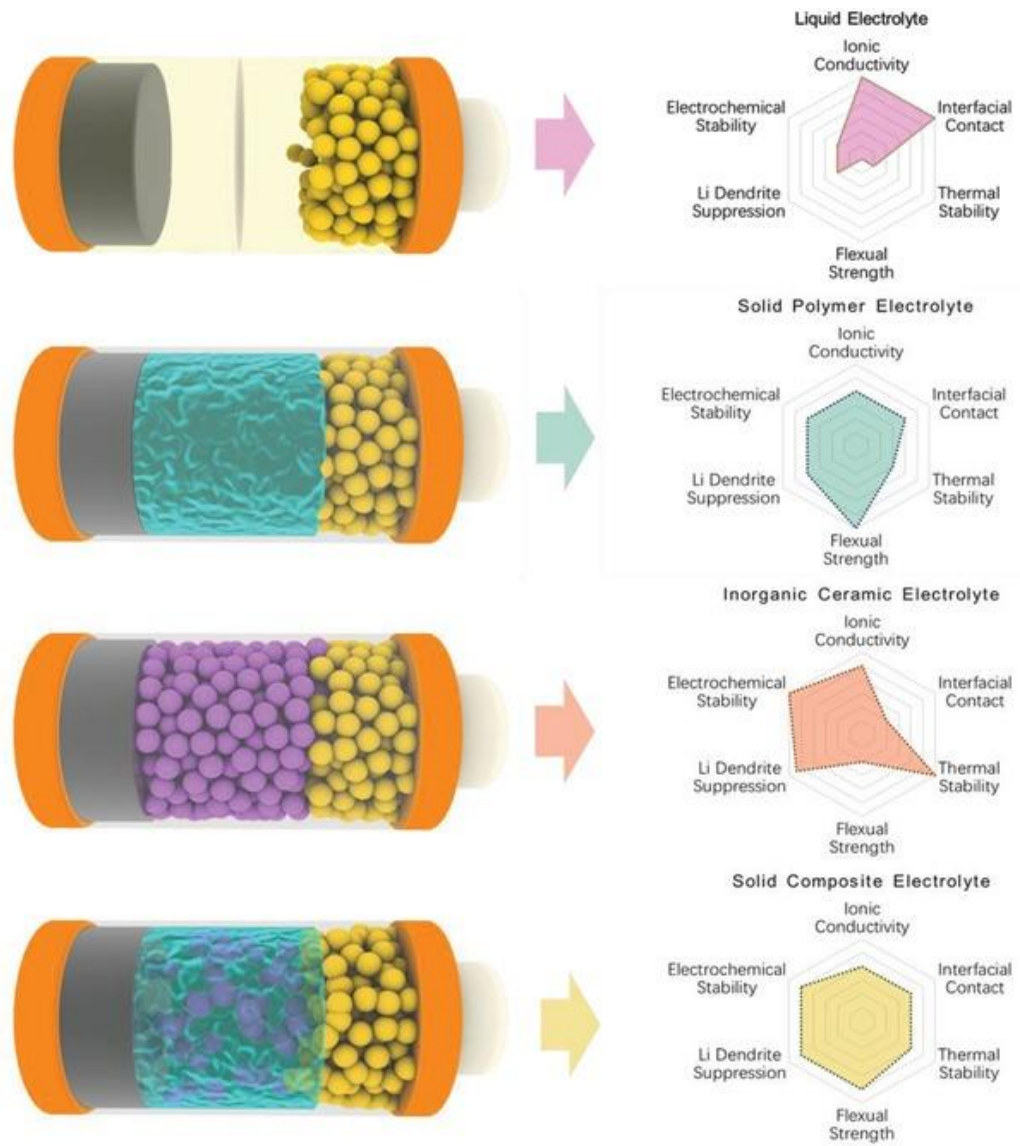 Liquid Electrolyte
Ionic
Conductivity
Electrochemical
Stability
Interfacial
Contact
Li Dendrite
Suppression
Thermal
Stability
Flexual
Strength
Solid Polymer Electrolyte
Ionic
Conductivity
Electrochemical
Stability
Interfacial
Contact
Li Dendrite
Suppression
Thermal
Stability
Flexual
Strength
Inorganic Ceramic Electrolyte
Ionic
Conductivity
Electrochemical
Stability
Interfacial
Contact
Li Dendrite
Suppression
Thermal
Stability
Flexual
Strength
Solid Composite Electrolyte
Ionic
Conductivity
Electrochemical
Stability
Interfacial
Contact
Li Dendrite
Suppression
Thermal
Stability
Flexual
Strength